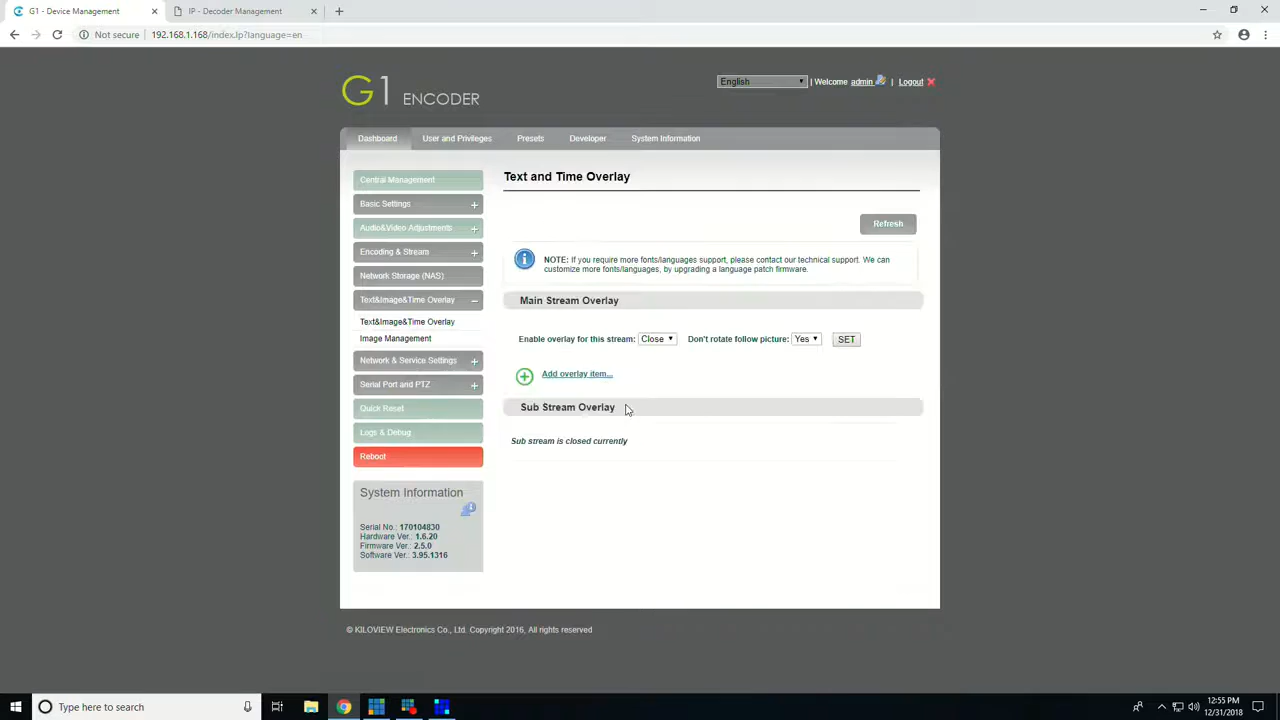 G1 - Device Management
IP - Decoder Management
Not secure
192.168.1.168/index.lp?language=en
G1 ENCODER
English
| Welcome admin | Logout
Dashboard
User and Privileges
Presets
Developer
System Information
Central Management
Basic Settings
Audio&Video Adjustments
Encoding & Stream
Network Storage (NAS)
Text&Image&Time Overlay
Text&Image&Time Overlay
Image Management
Network & Service Settings
Serial Port and PTZ
Quick Reset
Logs & Debug
Reboot
System Information
Serial No.: 170104830
Hardware Ver.: 1.6.20
Firmware Ver.: 2.5.0
Software Ver.: 3.95.1316
Text and Time Overlay
Refresh
NOTE: If you require more fonts/languages support, please contact our technical support. We can
customize more fonts/languages, by upgrading a language patch firmware.
Main Stream Overlay
Enable overlay for this stream: Close Don't rotate follow picture: Yes SET
Add overlay item...
Sub Stream Overlay
Sub stream is closed currently
© KILOVIEW Electronics Co., Ltd. Copyright 2016, All rights reserved
Type here to search
12:55 PM
12/31/2018